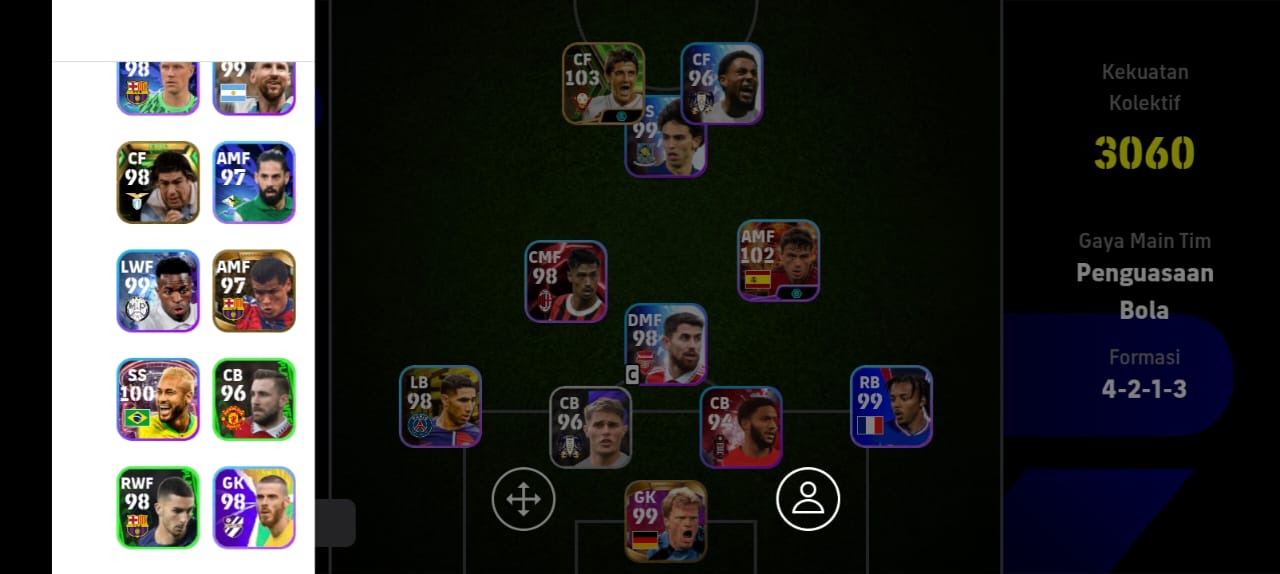 98
99
CF
98
AMF
97
LWF
99
AMF
97
SS
100
CB
96
RWF
98
GK
98
CF
103
CF
96
S
99
CMF
98
AMF
102
DMF
98
C
LB
98
CB
96
CB
94
RB
99
GK
99
Kekuatan
Kolektif
3060
Gaya Main Tim
Penguasaan
Bola
Formasi
4-2-1-3